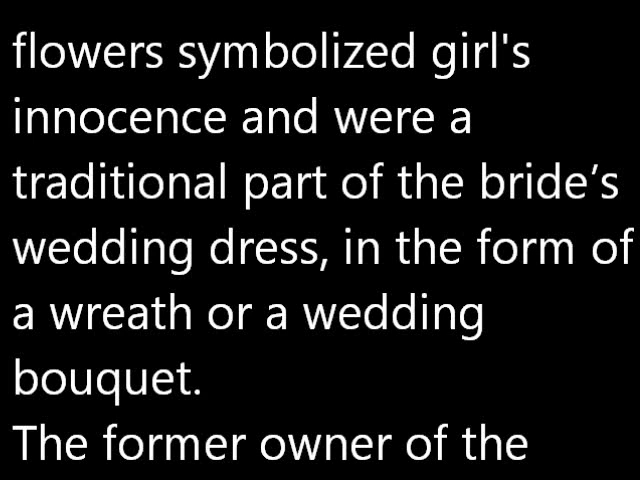 flowers symbolized girl's
innocence and were a
traditional part of the bride’s
wedding dress, in the form of
a wreath or a wedding
bouquet.
The former owner of the